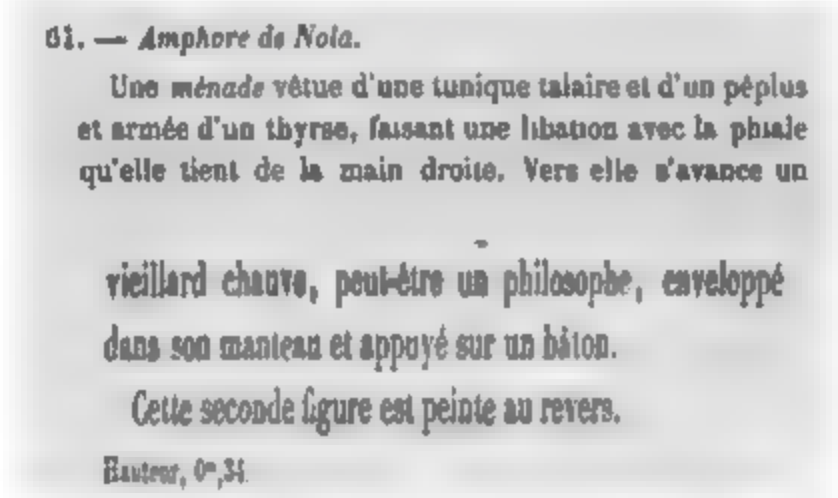 61. — Amphore de Nola.
Une ménade vêtue d'une tunique talaire et d'un péplus
et armée d'un thyrse, faisant une libation avec la phiale
qu'elle tient de la main droite. Vers elle s'avance un
vieillard chauve, peut-être un philosophe, enveloppé
dans son manteau et appuyé sur un bâton.
Cette seconde figure est peinte au revers.
Hauteur, 0ᵐ,34.